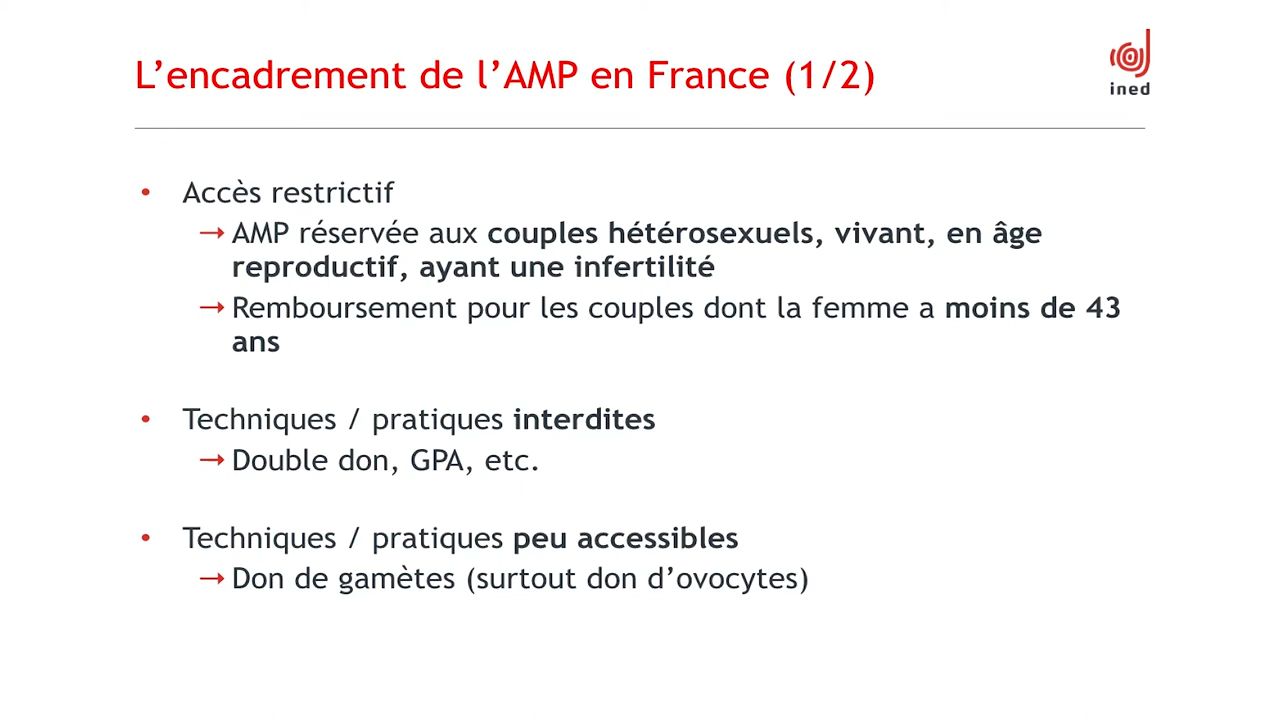 L’encadrement de l’AMP en France (1/2)
ined
• Accès restrictif
→ AMP réservée aux couples hétérosexuels, vivant, en âge
reproductif, ayant une infertilité
→ Remboursement pour les couples dont la femme a moins de 43
ans
• Techniques / pratiques interdites
→ Double don, GPA, etc.
• Techniques / pratiques peu accessibles
→ Don de gamètes (surtout don d’ovocytes)